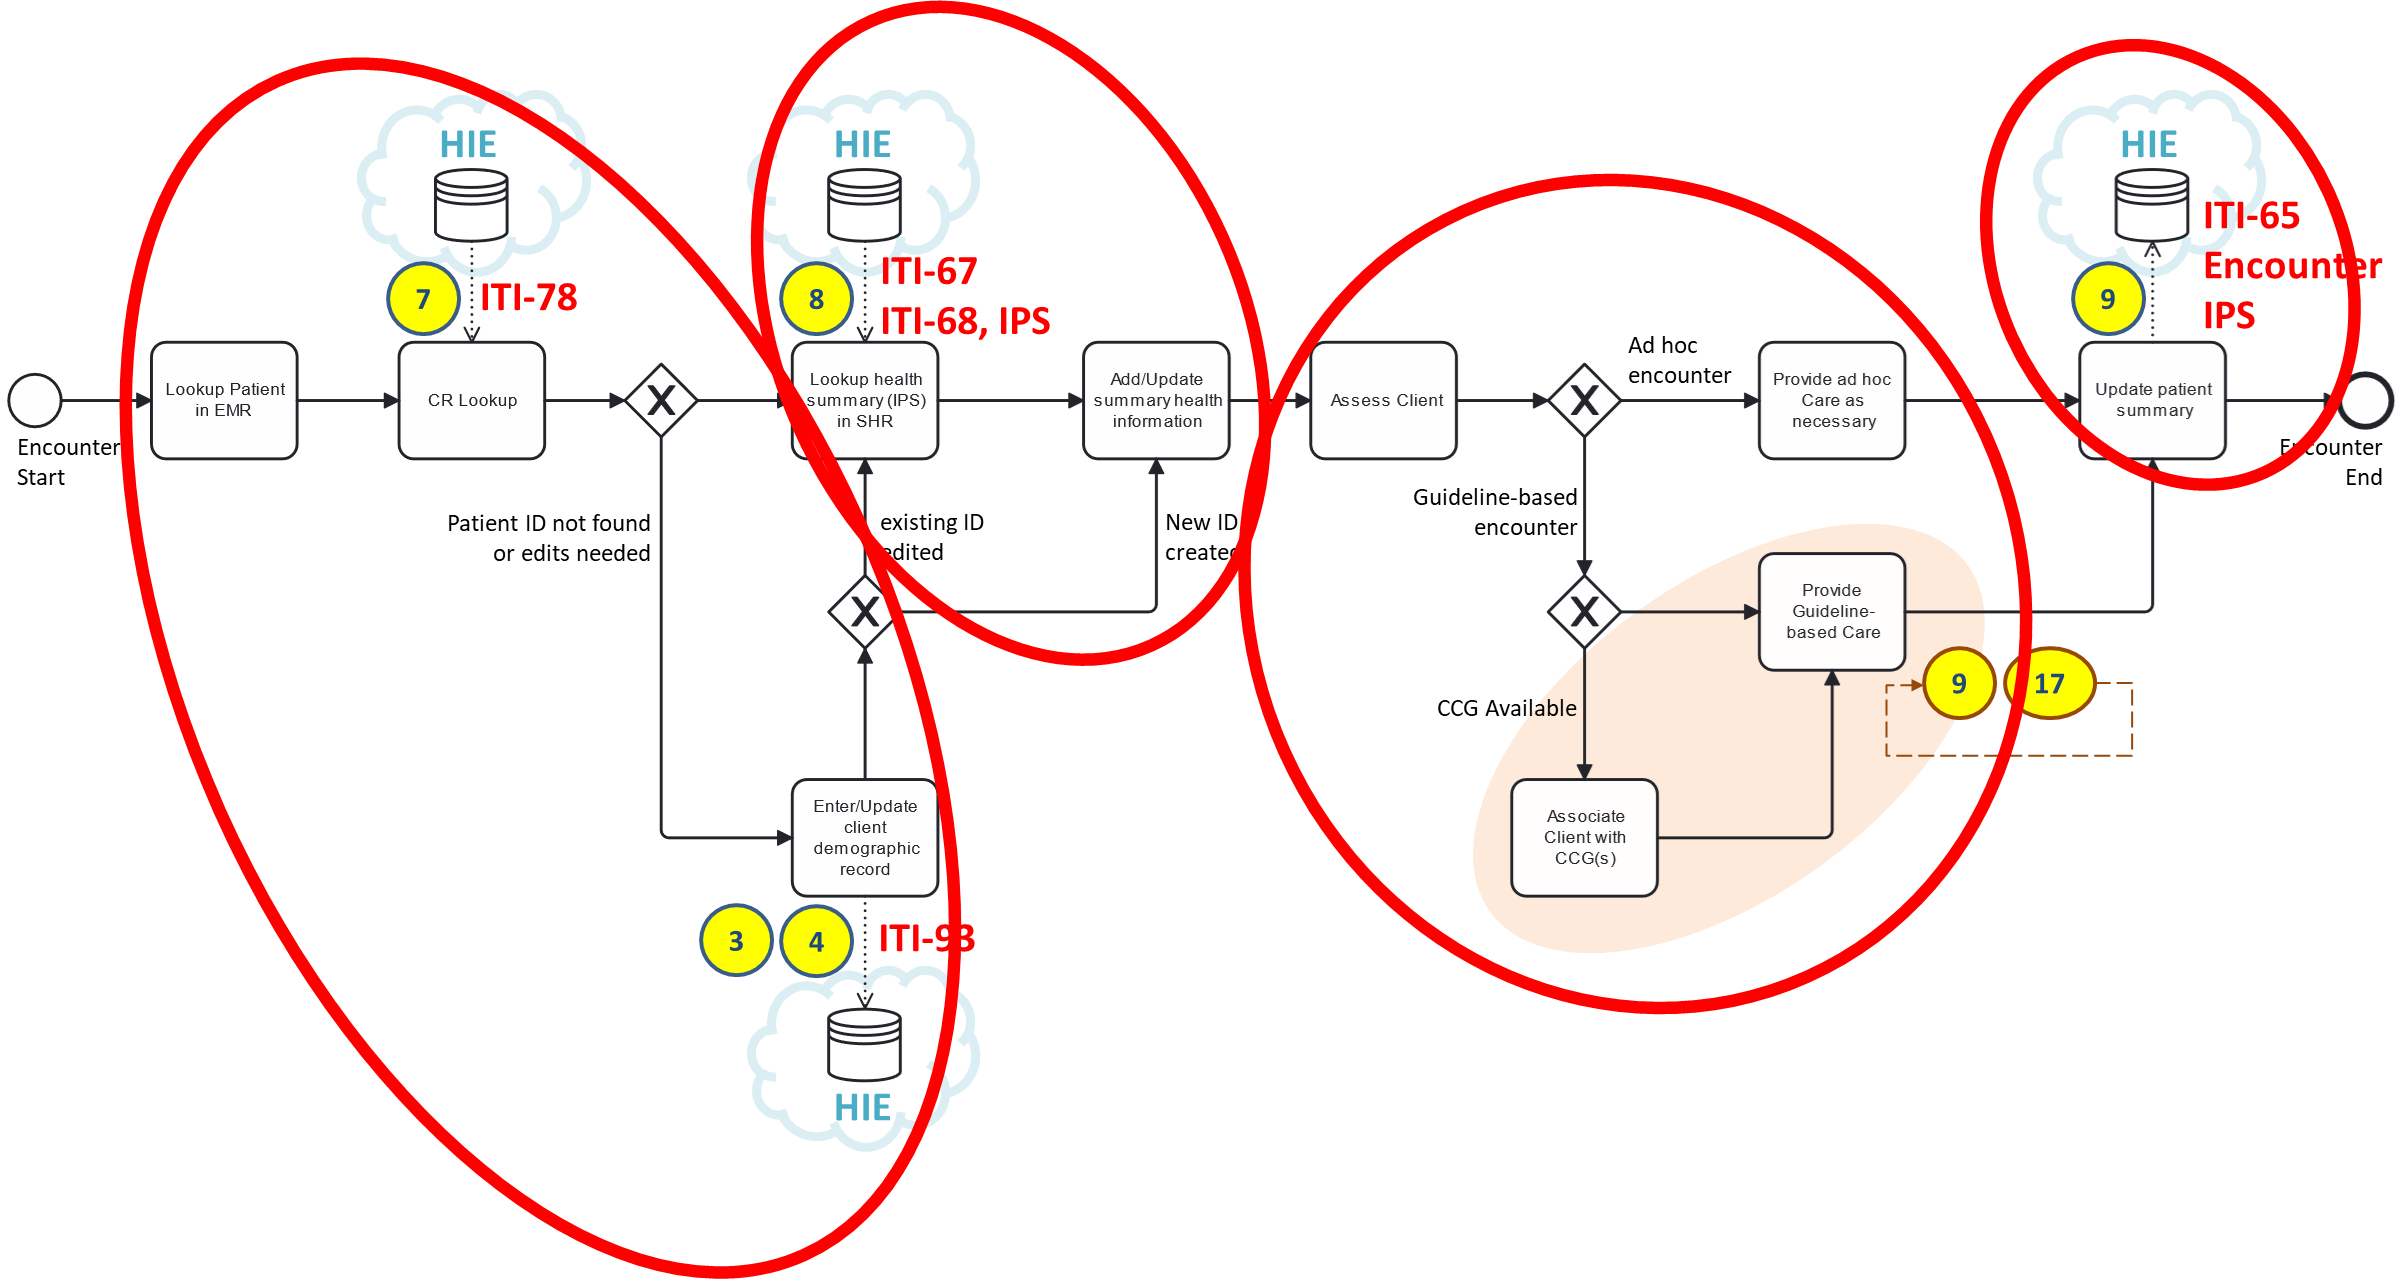 HIE
7
ITI-78
HIE
8
ITI-67
ITI-68, IPS
HIE
9
ITI-65
Encounter
IPS
Encounter
Start
Lookup Patient
in EMR
CR Lookup
X
Lookup health
summary (IPS)
in SHR
Add/Update
summary health
information
Assess Client
X
Ad hoc
encounter
Provide ad hoc
Care as
necessary
Update patient
summary
Encounter
End
Patient ID not found
or edits needed
existing ID
edited
New ID
created
X
Guideline-based
encounter
X
Provide
Guideline-
based Care
9
17
CCG Available
Associate
Client with
CCG(s)
Enter/Update
client
demographic
record
3
4
ITI-93
HIE